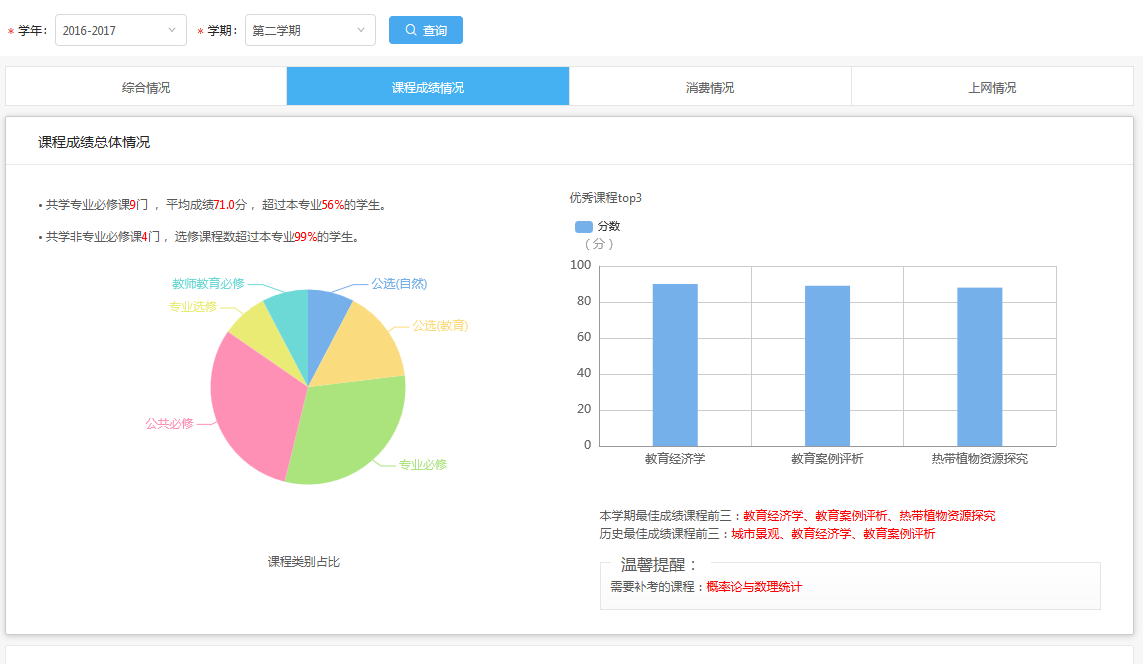 * 学年： 2016-2017 * 学期： 第二学期 查询
综合情况 课程成绩情况 消费情况 上网情况
课程成绩总体情况
• 共学专业必修课9门 ，平均成绩71.0分 ，超过本专业56%的学生。
• 共学非专业必修课4门 ，选修课程数超过本专业99%的学生。
教师教育必修
公选(自然)
专业选修
公选(教育)
公共必修
专业必修
课程类别占比
优秀课程top3
分数
（ 分 ）
100
80
60
40
20
0
教育经济学 教育案例评析 热带植物资源探究
本学期最佳成绩课程前三：教育经济学、教育案例评析、热带植物资源探究
历史最佳成绩课程前三：城市景观、教育经济学、教育案例评析
温馨提醒：
需要补考的课程：概率论与数理统计